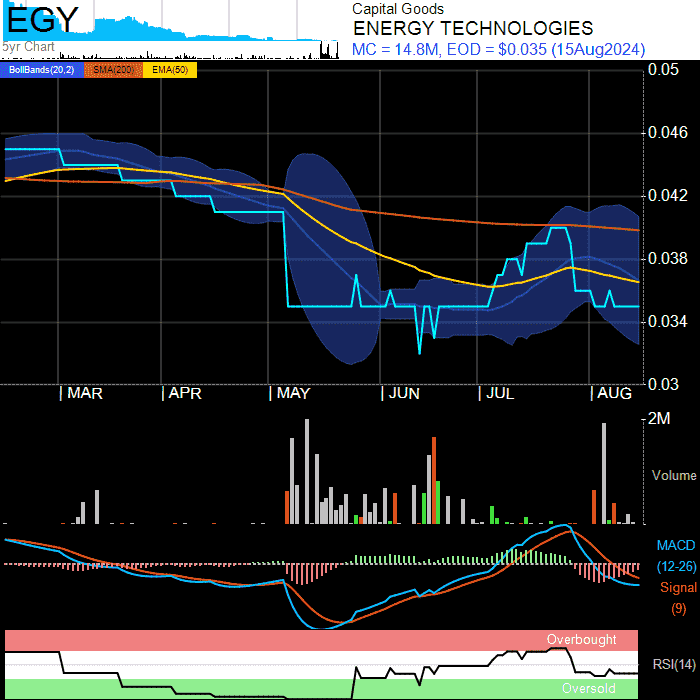 EGY
5yr Chart
Capital Goods
ENERGY TECHNOLOGIES
MC = 14.8M, EOD = $0.035 (15Aug2024)
BollBands(20,2) SMA(200) EMA(50)
0.05
0.046
0.042
0.038
0.034
0.03
MAR APR MAY JUN JUL AUG
2M
Volume
MACD
(12-26)
Signal
(9)
Overbought
RSI(14)
Oversold